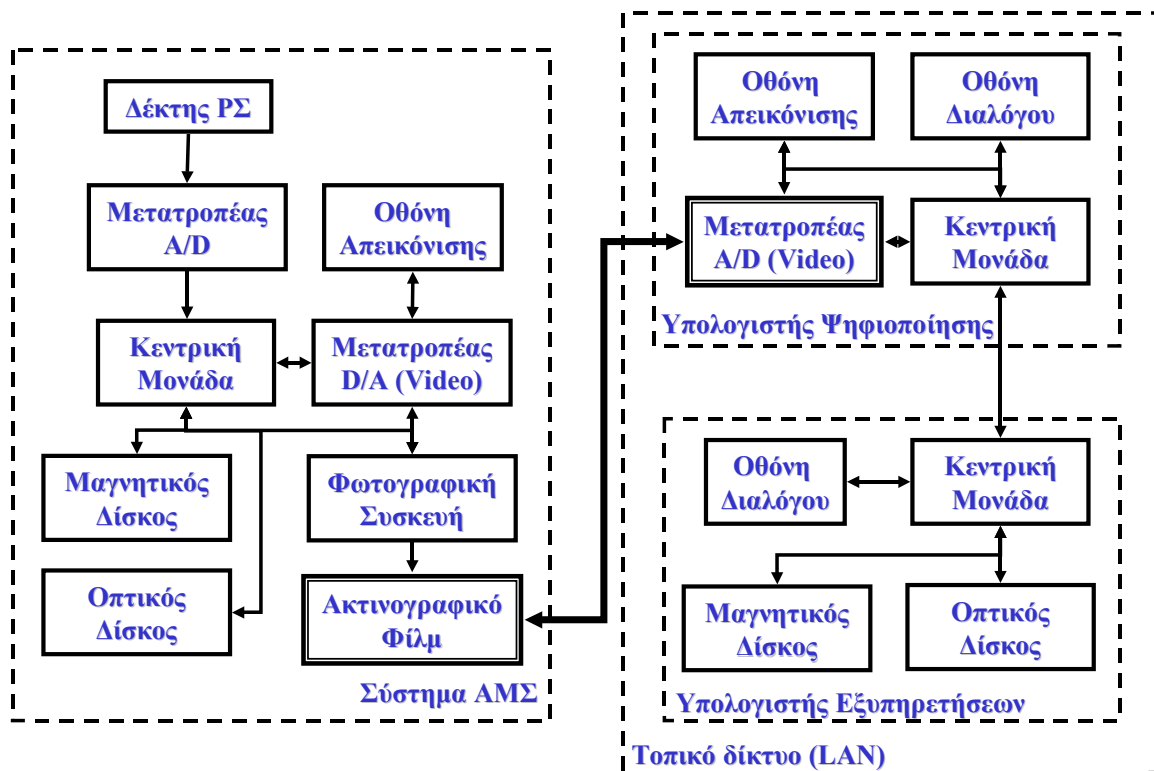 Δέκτης ΡΣ
Μετατροπέας
A/D
Οθόνη
Απεικόνισης
Κεντρική
Μονάδα
Μετατροπέας
D/A (Video)
Μαγνητικός
Δίσκος
Φωτογραφική
Συσκευή
Οπτικός
Δίσκος
Ακτινογραφικό
Φίλμ
Σύστημα ΑΜΣ
Οθόνη
Απεικόνισης
Οθόνη
Διαλόγου
Μετατροπέας
A/D (Video)
Κεντρική
Μονάδα
Υπολογιστής Ψηφιοποίησης
Οθόνη
Διαλόγου
Κεντρική
Μονάδα
Μαγνητικός
Δίσκος
Οπτικός
Δίσκος
Υπολογιστής Εξυπηρετήσεων
Τοπικό δίκτυο (LAN)